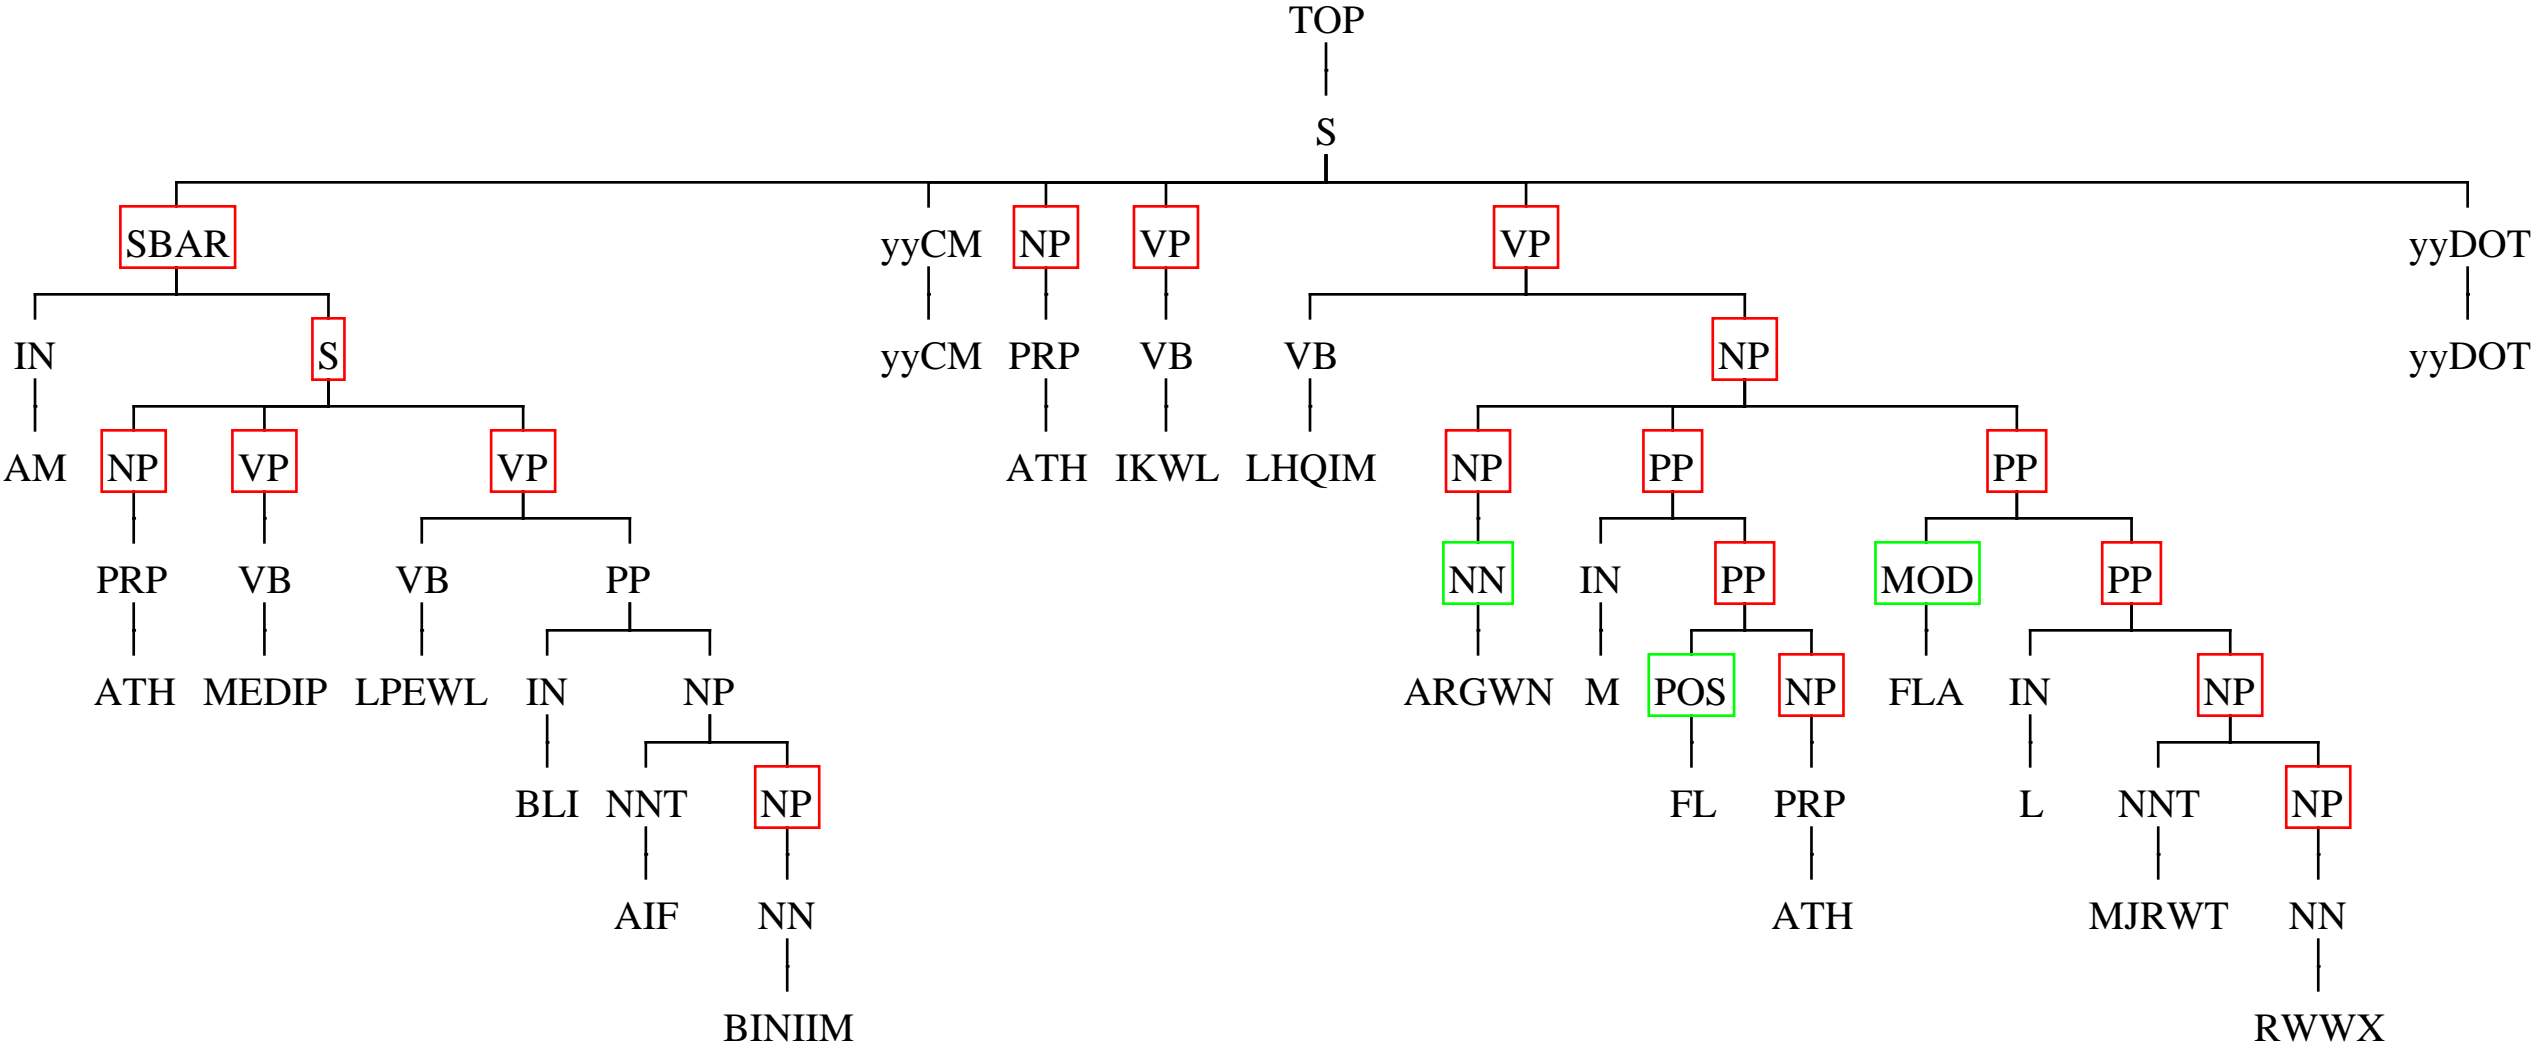 TOP
S
SBAR yyCM NP VP VP yyDOT
IN S yyCM PRP VB VB NP yyDOT
AM NP VP VP ATH IKWL LHQIM NP PP PP
PRP VB VB PP NN IN PP MOD PP
ATH MEDIP LPEWL IN NP ARGWN M POS NP FLA IN NP
BLI NNT NP FL PRP L NNT NP
AIF NN ATH MJRWT NN
BINIIM RWWX